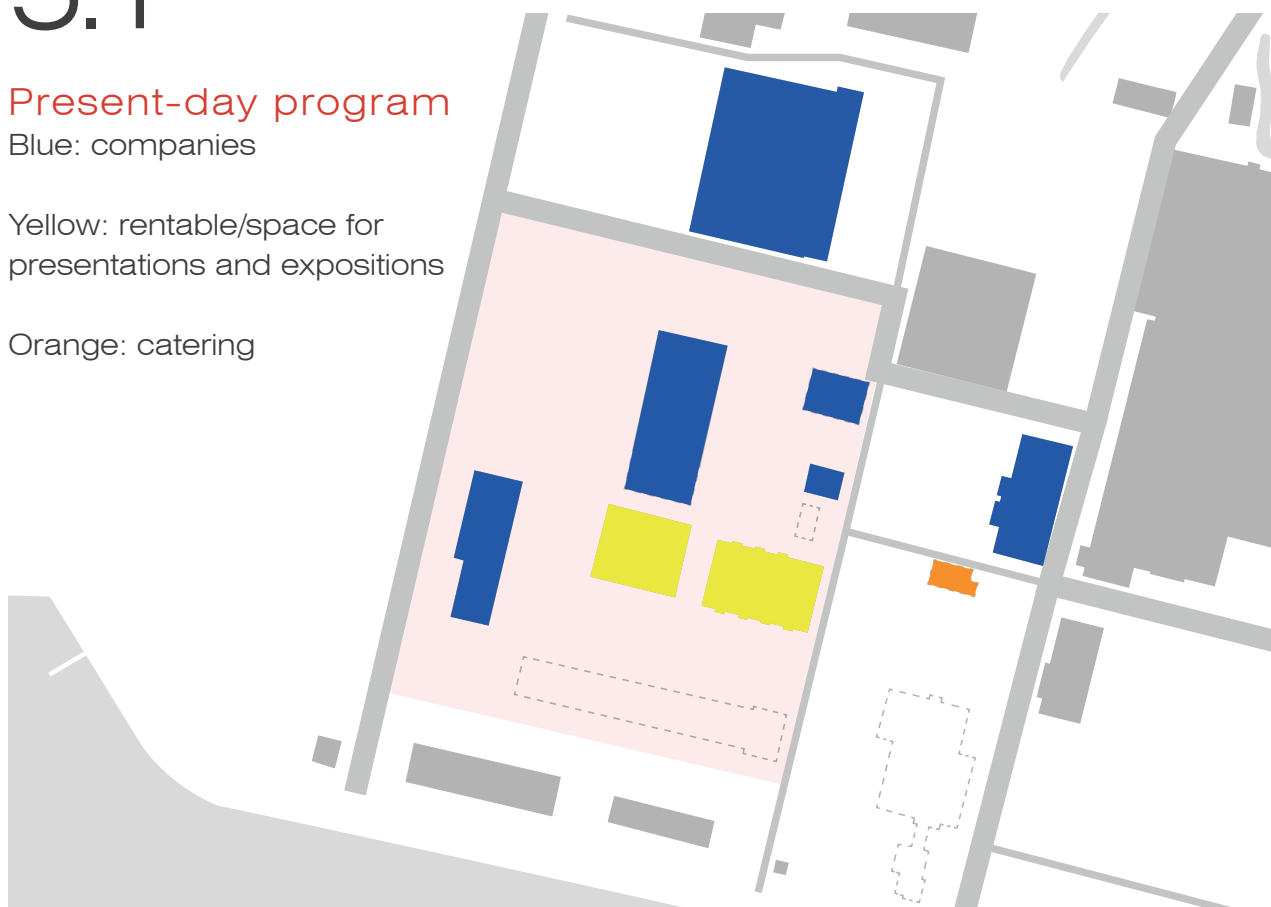 Present-day program
Blue: companies
Yellow: rentable/space for
presentations and expositions
Orange: catering